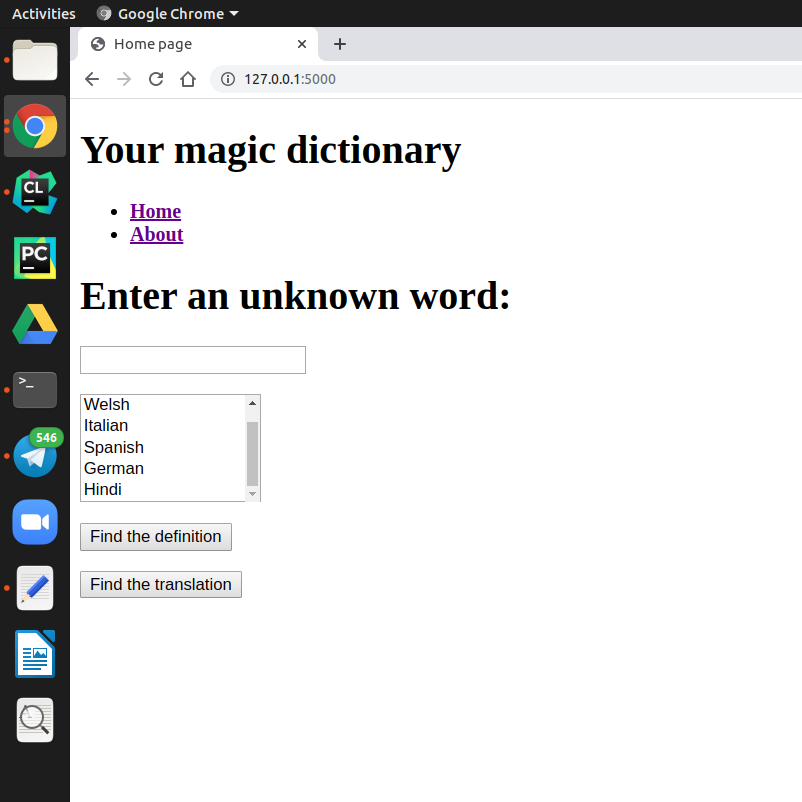 Activities Google Chrome
Home page
127.0.0.1:5000
Your magic dictionary
Home
About
Enter an unknown word:
Welsh
Italian
Spanish
German
Hindi
Find the definition
Find the translation
CL
PC
>_
546